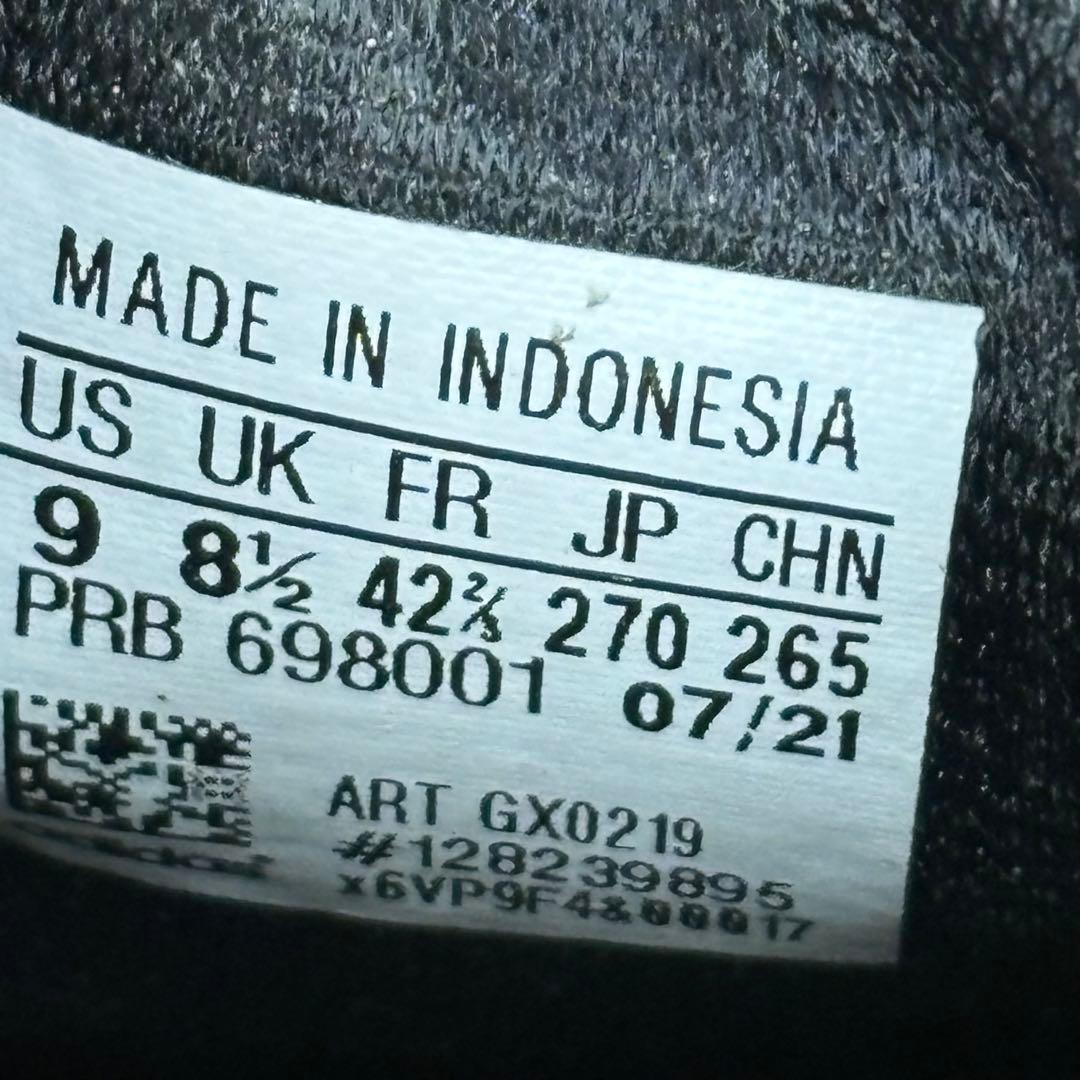 MADE IN INDONESIA
US UK FR JP CHN
9 8½ 42⅔ 270 265
PRB 698001 07/21
ART GX0219
#128239895